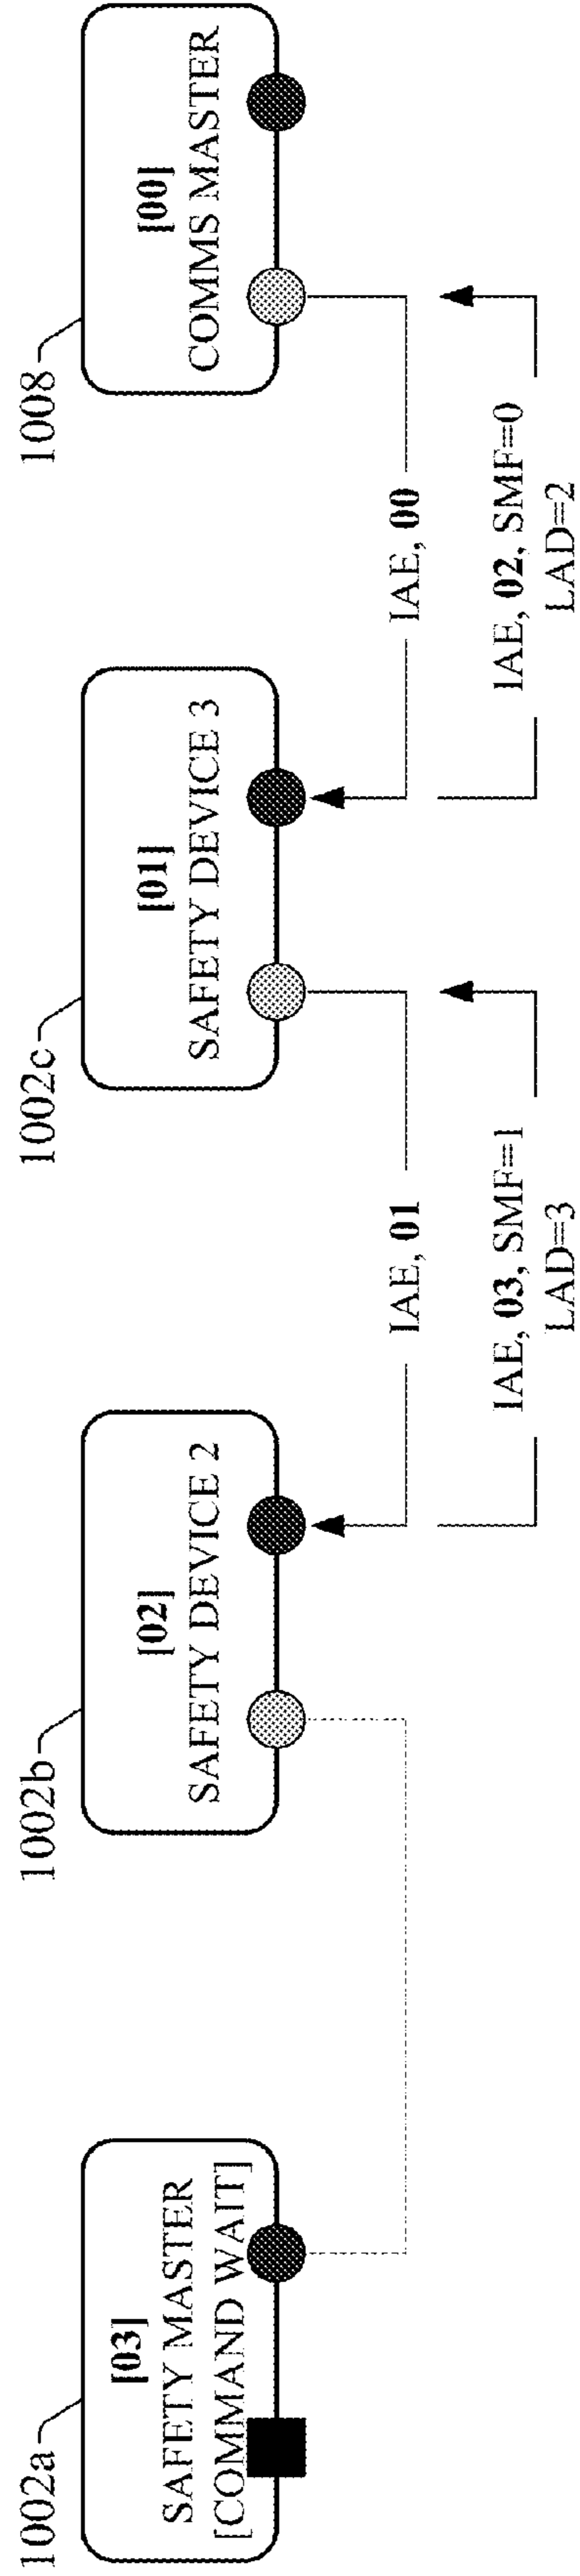 1002a
[03]
SAFETY MASTER
[COMMAND WAIT]
1002b
[02]
SAFETY DEVICE 2
1002c
[01]
SAFETY DEVICE 3
1008
[00]
COMMS MASTER
IAE, 01
IAE, 00
IAE, 03, SMF=1
LAD=3
IAE, 02, SMF=0
LAD=2